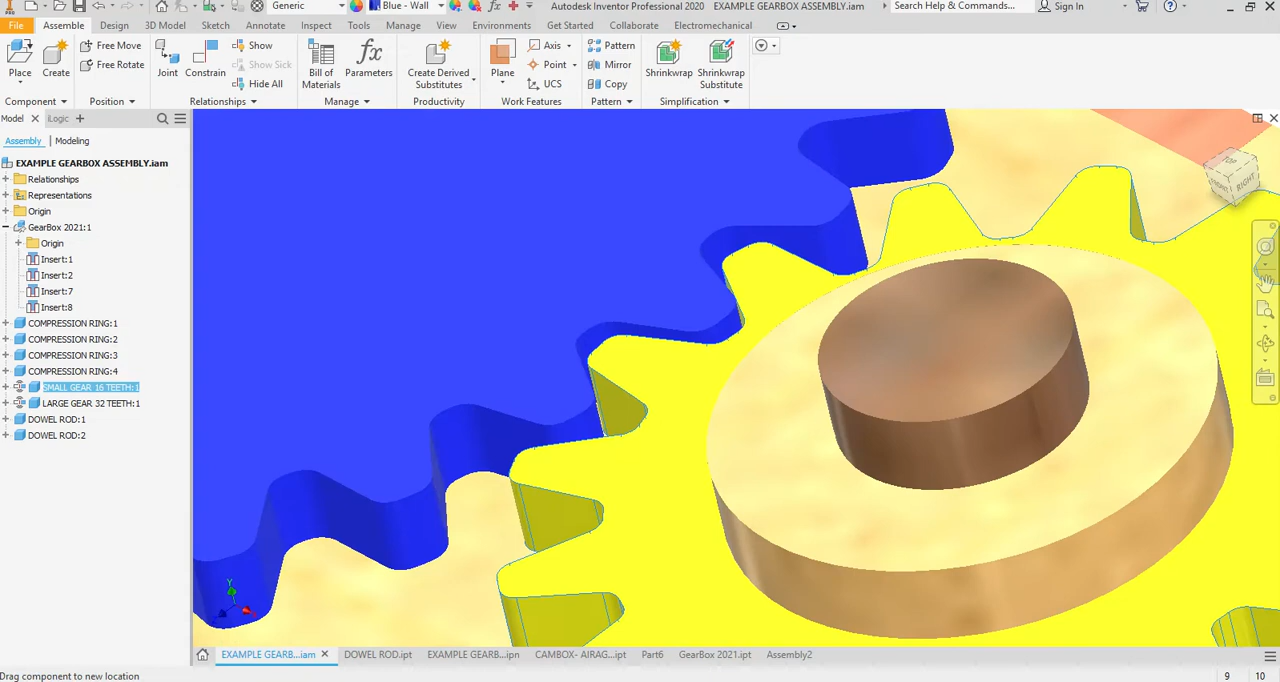 Generic
Blue - Wall
Autodesk Inventor Professional 2020 EXAMPLE GEARBOX ASSEMBLY.iam
Search Help & Commands...
Sign In
PRO
File Assemble Design 3D Model Sketch Annotate Inspect Tools Manage View Environments Get Started Collaborate Electromechanical
Free Move Show Axis Pattern
Free Rotate Show Sick Point Mirror
Place Create Joint Constrain Hide All Bill of Materials Parameters Create Derived Substitutes Plane UCS Copy Shrinkwrap Shrinkwrap Substitute
Component Position Relationships Manage Productivity Work Features Pattern Simplification
Model iLogic
Assembly Modeling
EXAMPLE GEARBOX ASSEMBLY.iam
Relationships
Representations
Origin
GearBox 2021:1
Origin
Insert:1
Insert:2
Insert:7
Insert:8
COMPRESSION RING:1
COMPRESSION RING:2
COMPRESSION RING:3
COMPRESSION RING:4
SMALL GEAR 16 TEETH:1
LARGE GEAR 32 TEETH:1
DOWEL ROD:1
DOWEL ROD:2
TOP
FRONT
RIGHT
Y
EXAMPLE GEARB...iam DOWEL ROD.ipt EXAMPLE GEARB...ipn CAMBOX- AIRAG...ipt Part6 GearBox 2021.ipt Assembly2
Drag component to new location
9 10